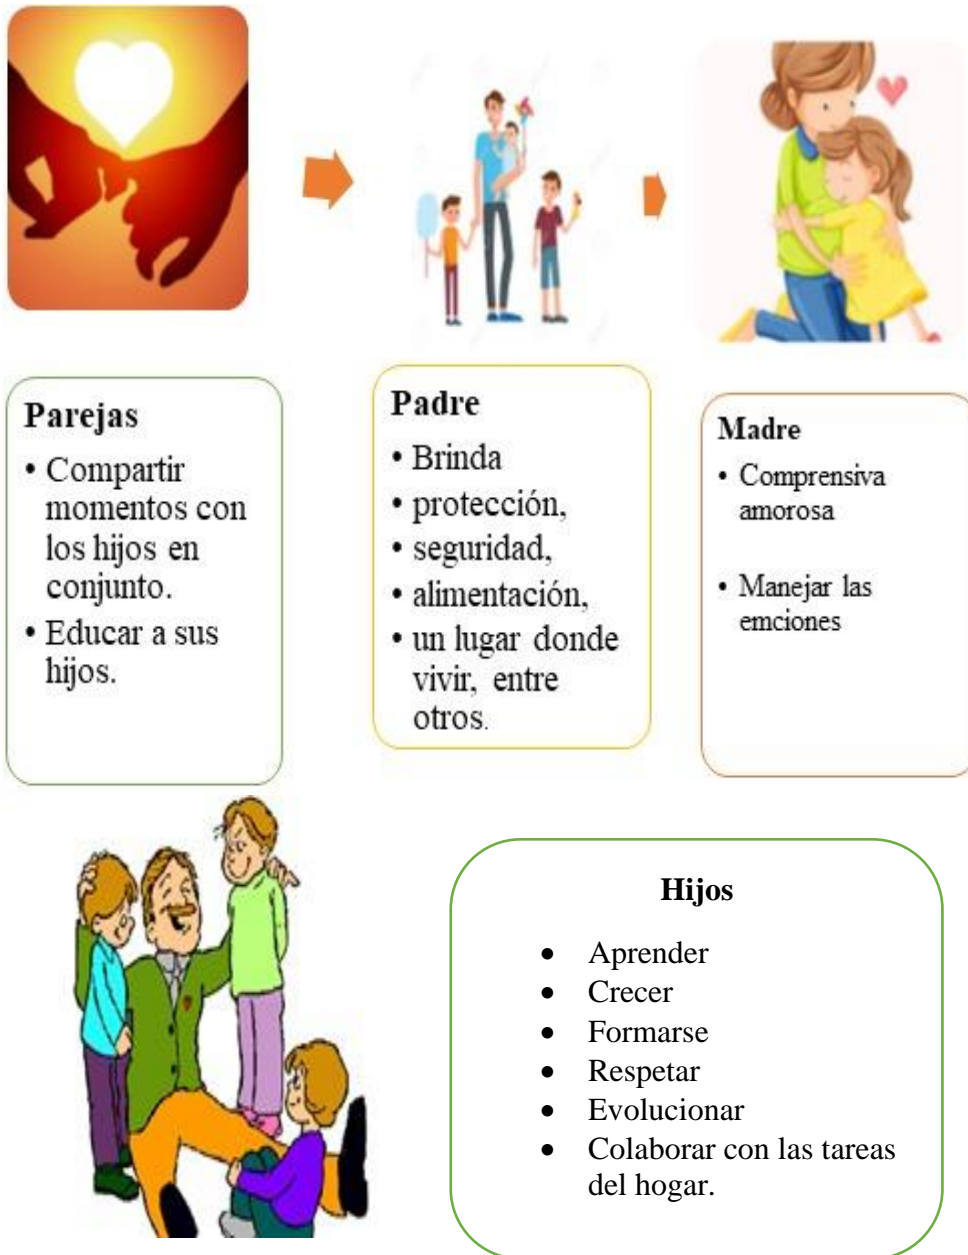 Parejas
• Compartir
momentos con
los hijos en
conjunto.
• Educar a sus
hijos.
Padre
• Brinda
• protección,
• seguridad,
• alimentación,
• un lugar donde
vivir, entre
otros.
Madre
• Comprensiva
amorosa
• Manejar las
emciones
Hijos
• Aprender
• Crecer
• Formarse
• Respetar
• Evolucionar
• Colaborar con las tareas
del hogar.